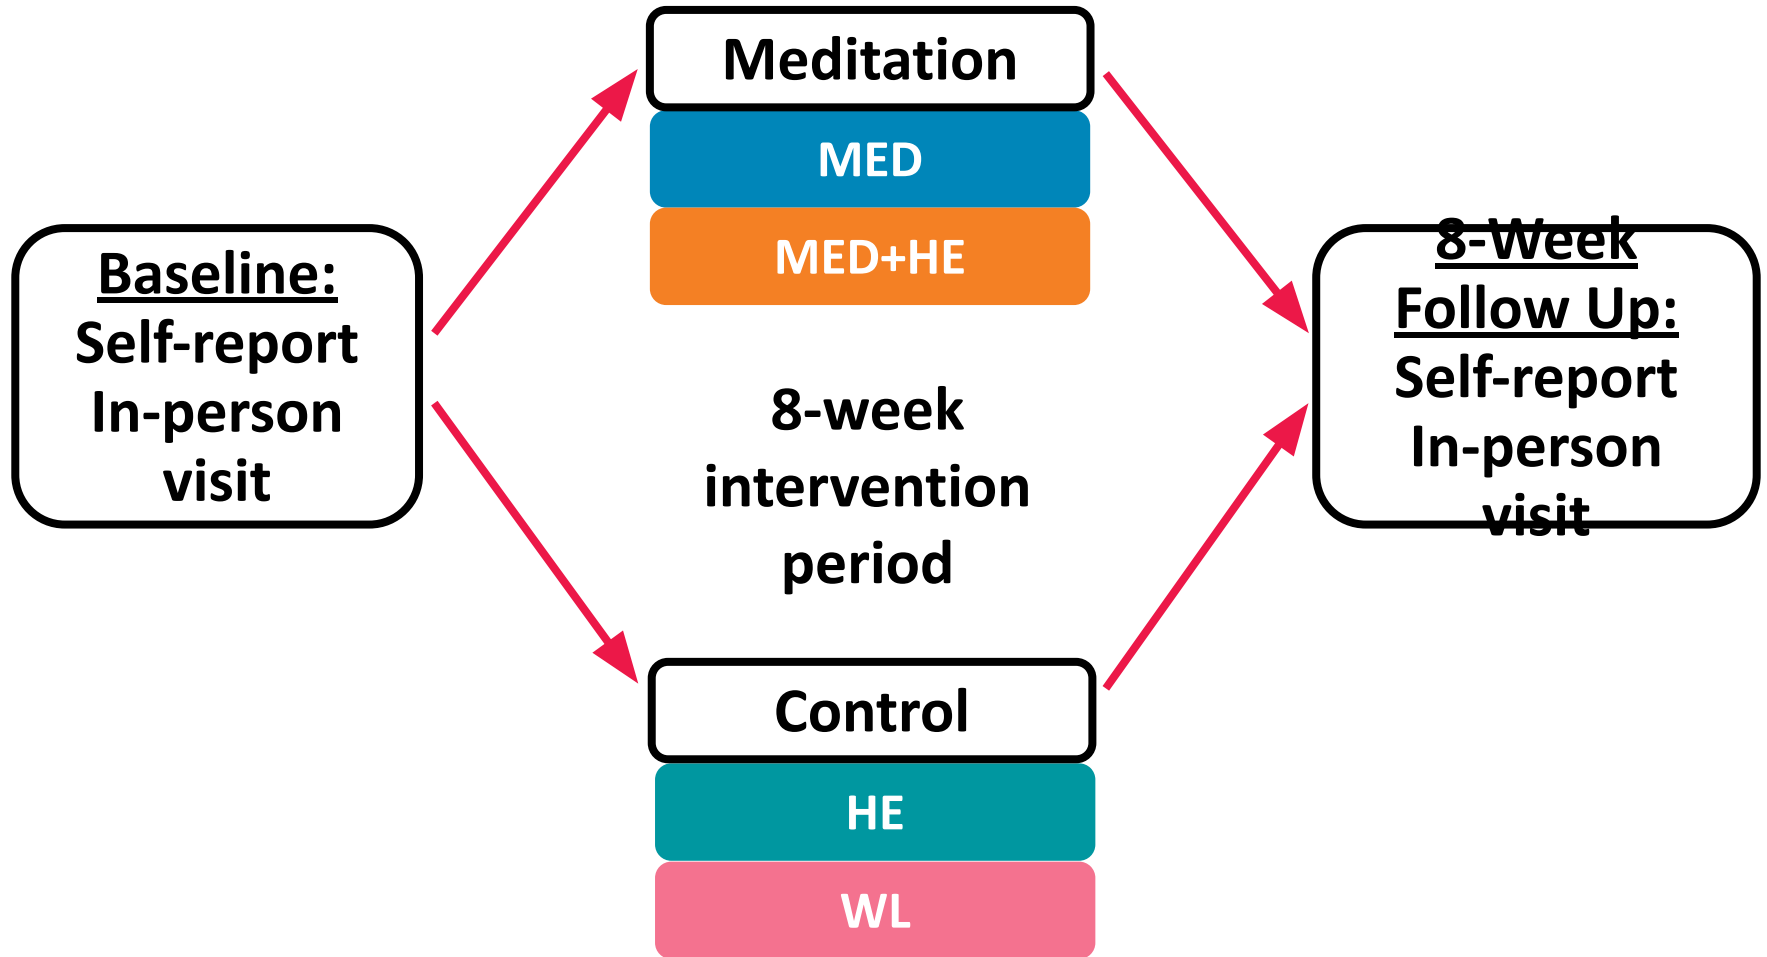 Baseline:
Self-report
In-person
visit
Meditation
MED
MED+HE
8-week
intervention
period
Control
HE
WL
8-Week
Follow Up:
Self-report
In-person
visit